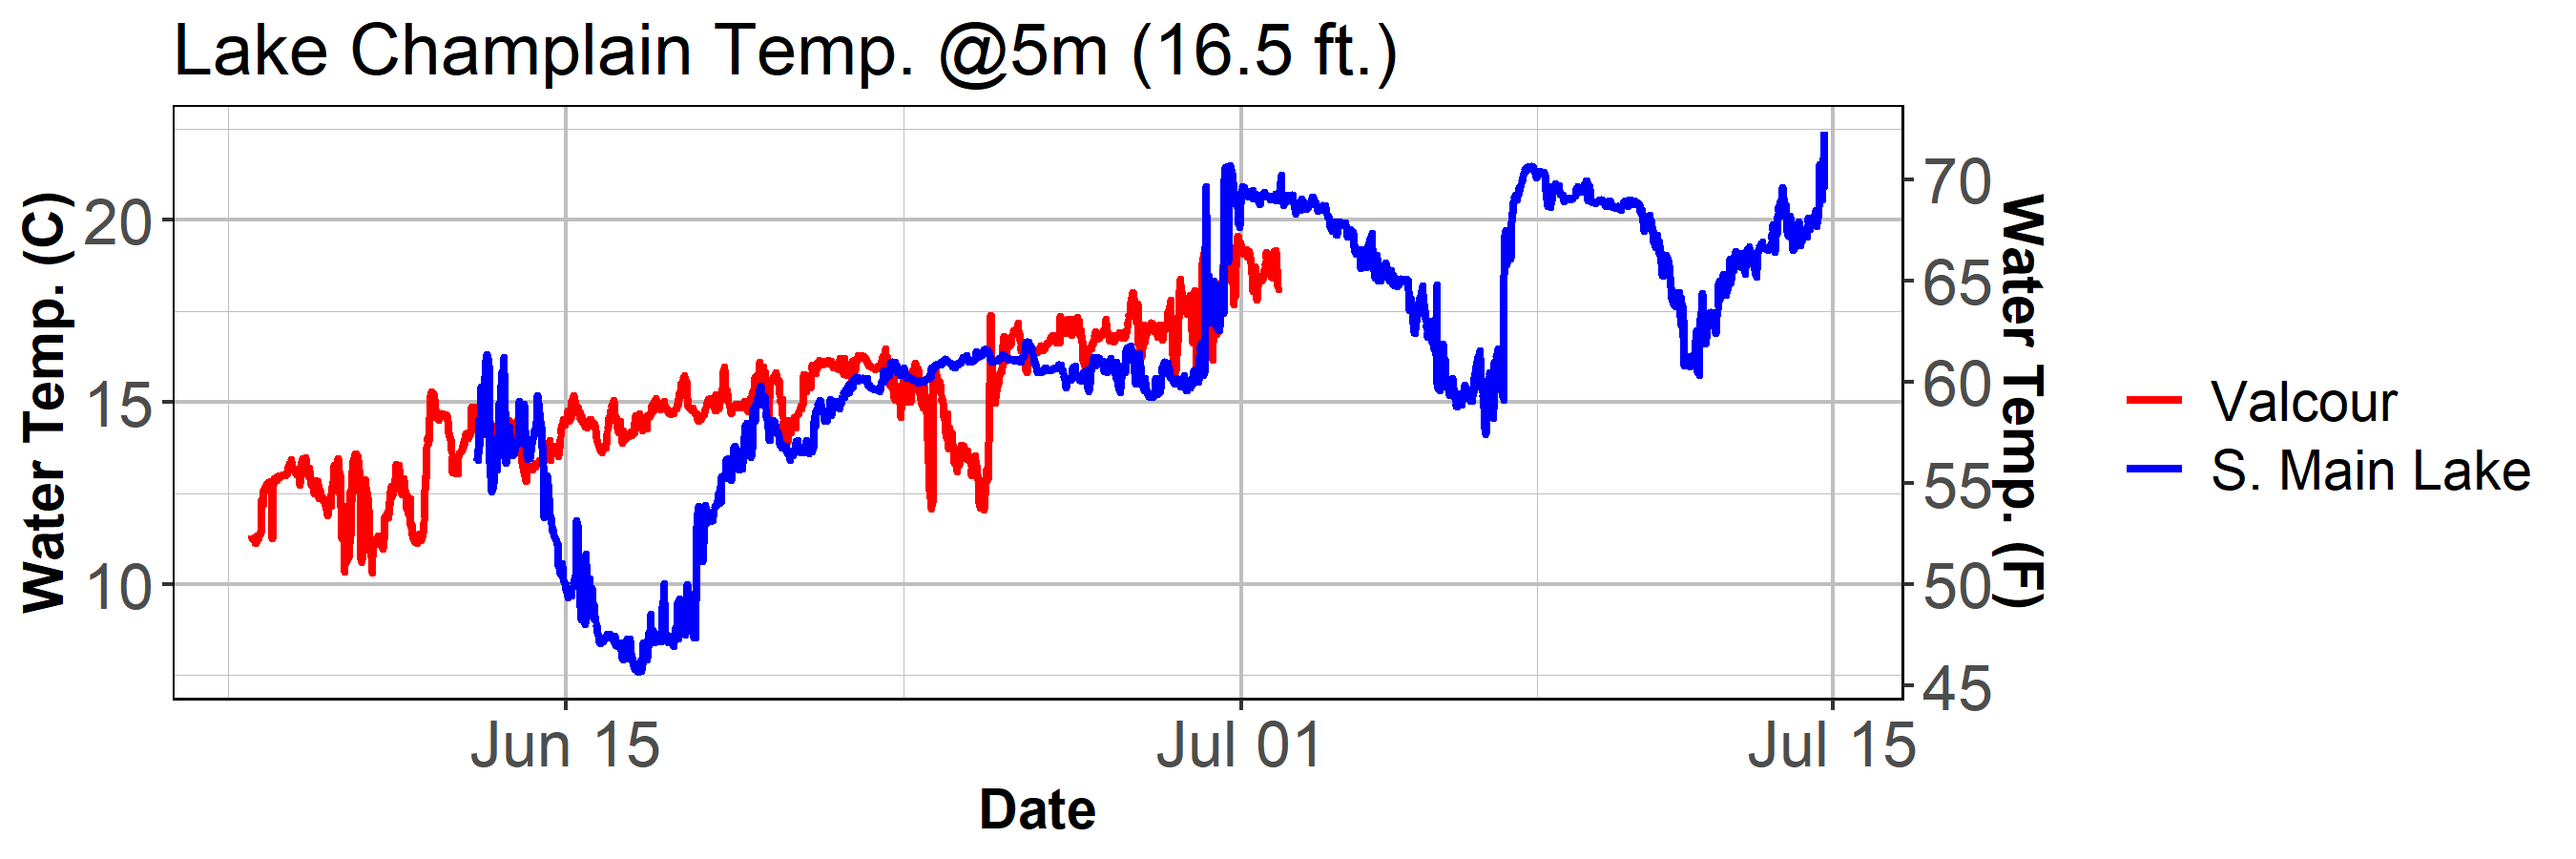 Lake Champlain Temp. @5m (16.5 ft.)
Water Temp. (C)
20
15
10
70
65
60
55
50
45
Water Temp. (F)
Jun 15
Jul 01
Jul 15
Date
Valcour
S. Main Lake